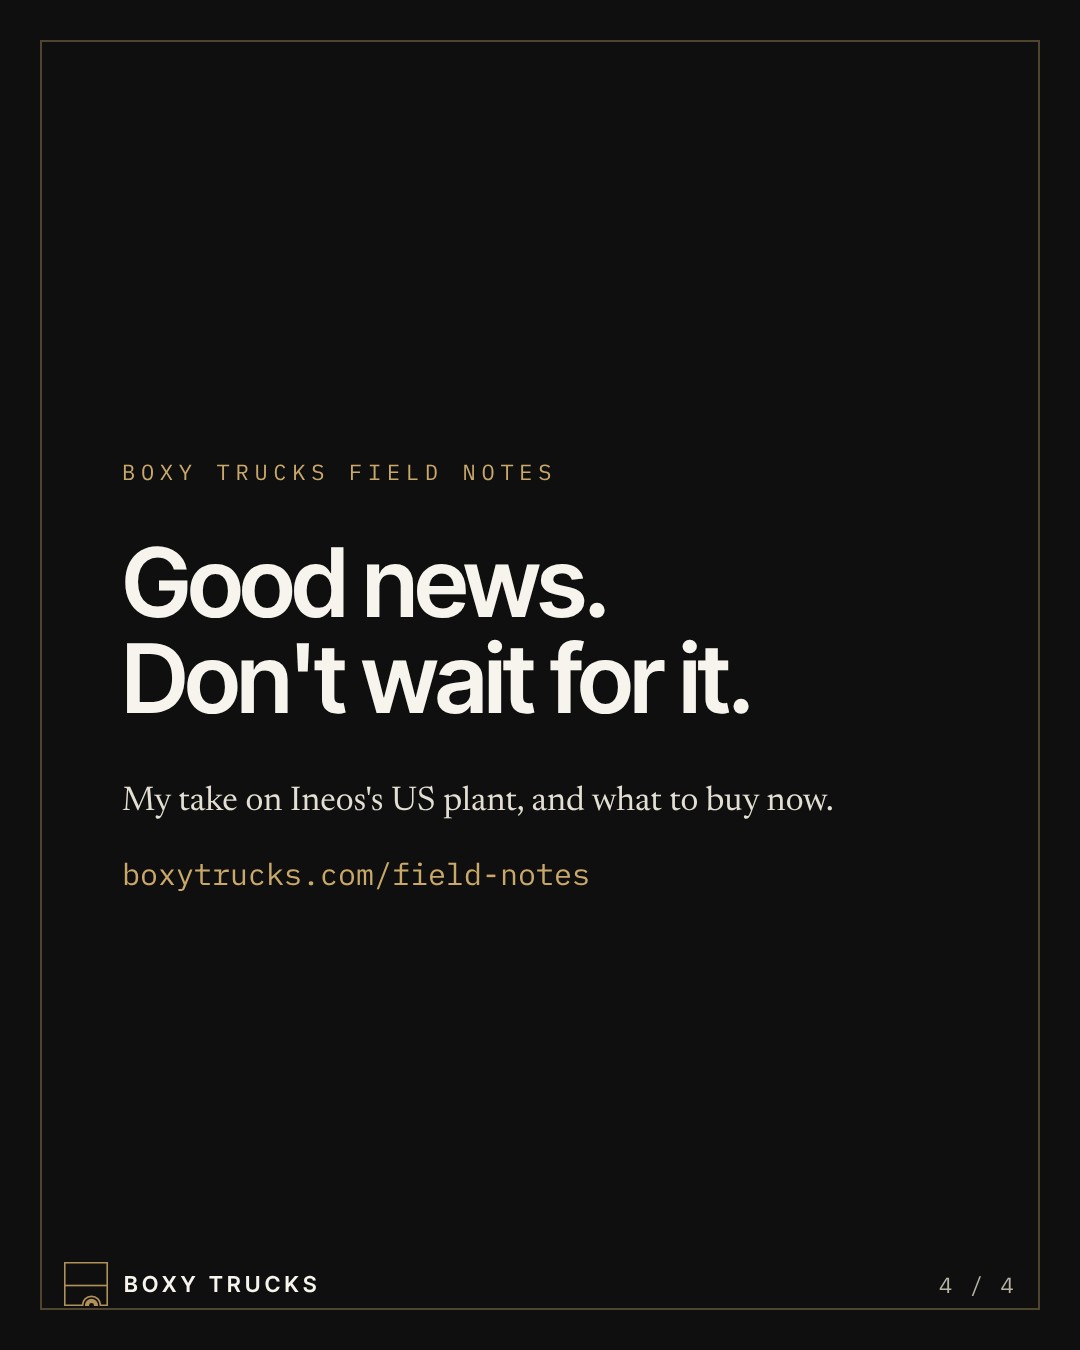 BOXY TRUCKS FIELD NOTES
Good news.
Don't wait for it.
My take on Ineos's US plant, and what to buy now.
boxytrucks.com/field-notes
BOXY TRUCKS
4 / 4